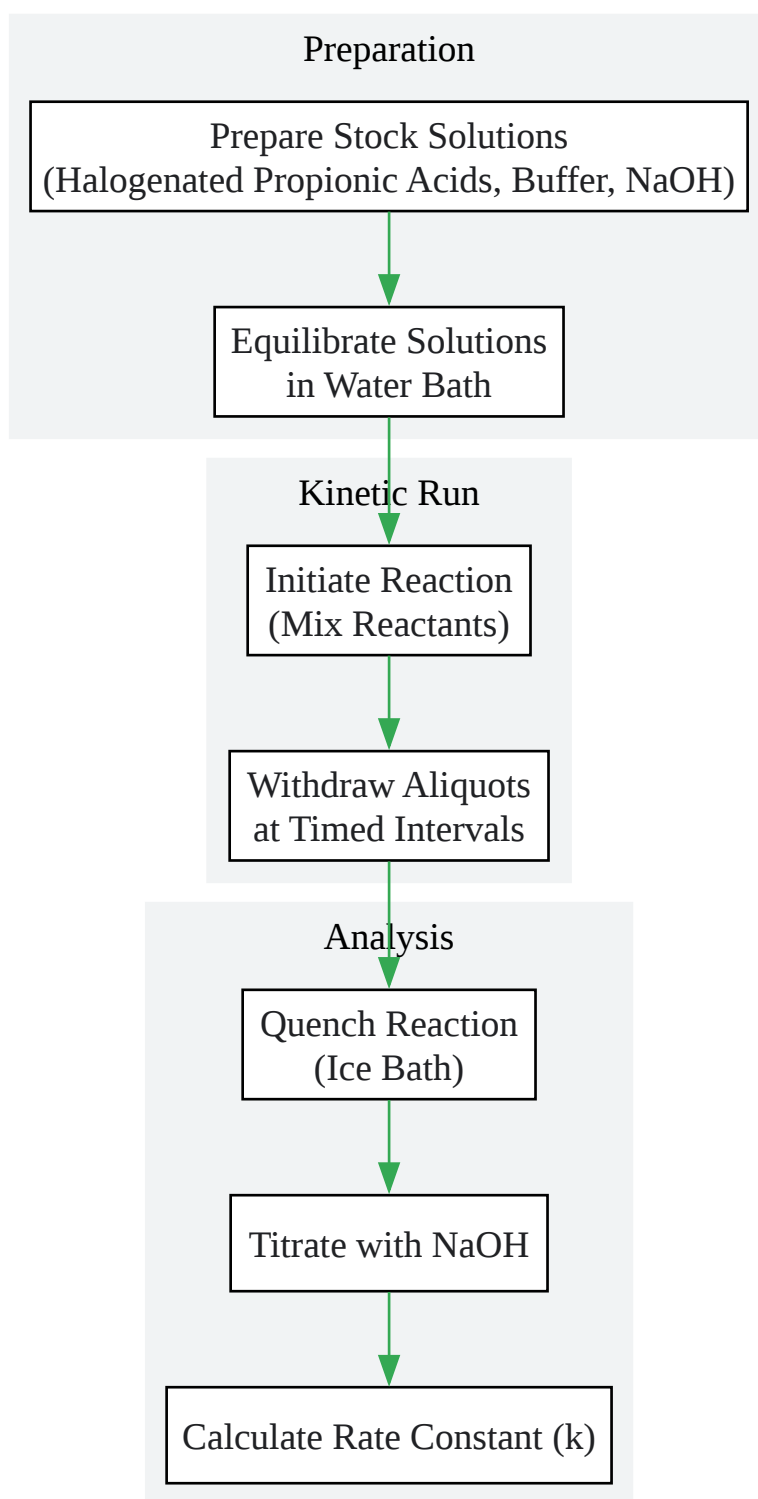 Preparation
Prepare Stock Solutions
(Halogenated Propionic Acids, Buffer, NaOH)
Equilibrate Solutions
in Water Bath
Kinetic Run
Initiate Reaction
(Mix Reactants)
Withdraw Aliquots
at Timed Intervals
Analysis
Quench Reaction
(Ice Bath)
Titrate with NaOH
Calculate Rate Constant (k)